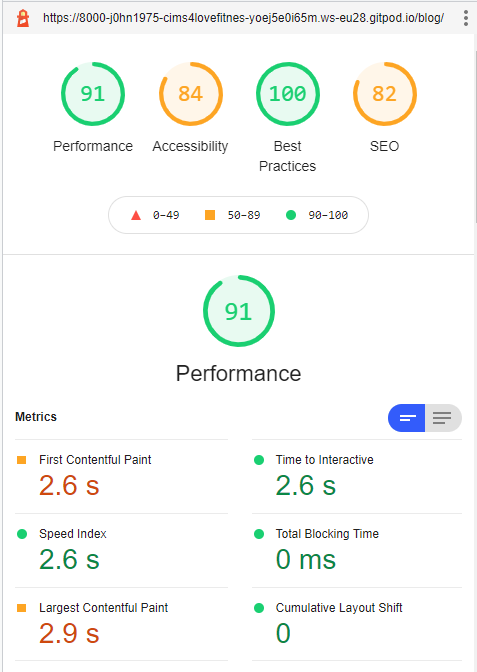 https://8000-j0hn1975-cims4lovefitnes-yoej5e0i65m.ws-eu28.gitpod.io/blog/
91 84 100 82
Performance Accessibility Best Practices SEO
0–49 50–89 90–100
91
Performance
Metrics
First Contentful Paint
2.6 s
Time to Interactive
2.6 s
Speed Index
2.6 s
Total Blocking Time
0 ms
Largest Contentful Paint
2.9 s
Cumulative Layout Shift
0